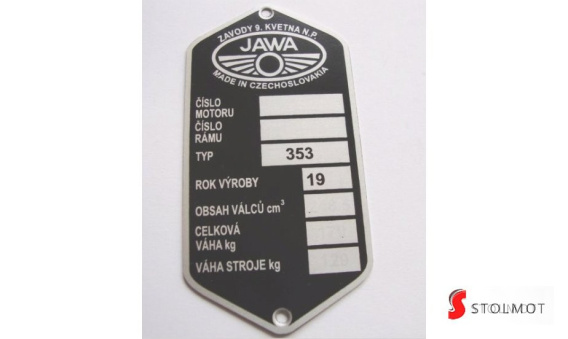 ZAVODY 9. KVETNA N.P.
JAWA
MADE IN CZECHOSLOVAKIA
ČÍSLO
MOTORU
ČÍSLO
RÁMU
TYP 353
ROK VÝROBY 19
OBSAH VÁLCŮ cm³
CELKOVÁ
VÁHA kg
VÁHA STROJE kg
STOLMOT